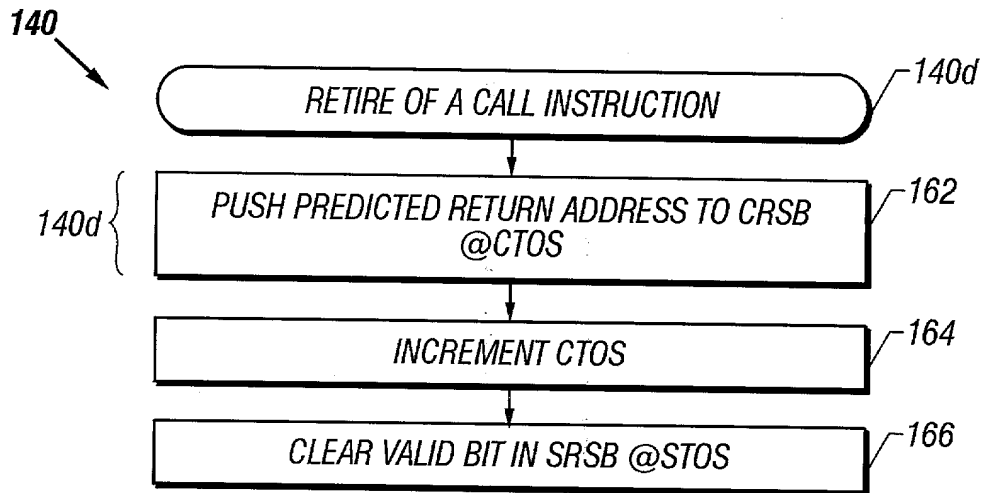 140
RETIRE OF A CALL INSTRUCTION
140d
140d
PUSH PREDICTED RETURN ADDRESS TO CRSB
@CTOS
162
INCREMENT CTOS
164
CLEAR VALID BIT IN SRSB @STOS
166